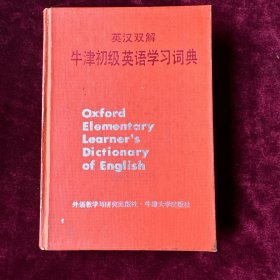 英汉双解
牛津初级英语学习词典
Oxford
Elementary
Learner's
Dictionary
of English
外语教学与研究出版社·牛津大学出版社